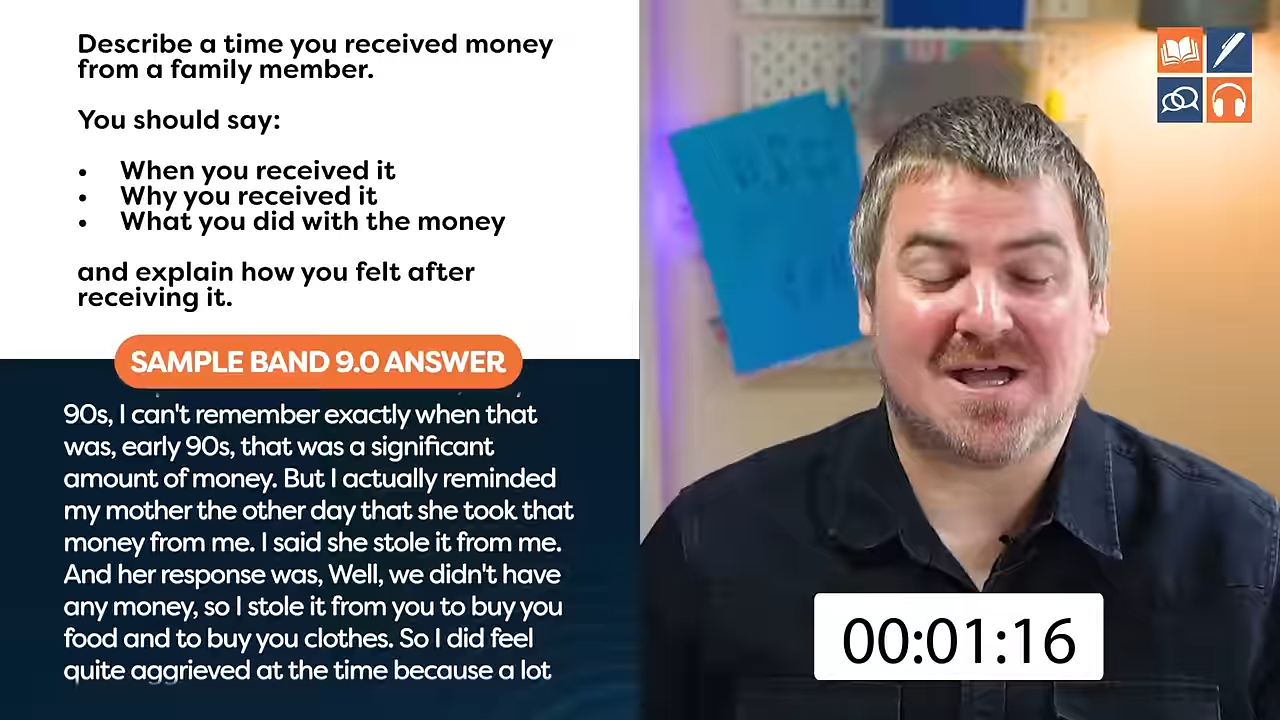 Describe a time you received money
from a family member.
You should say:
• When you received it
• Why you received it
• What you did with the money
and explain how you felt after
receiving it.
SAMPLE BAND 9.0 ANSWER
90s, I can't remember exactly when that
was, early 90s, that was a significant
amount of money. But I actually reminded
my mother the other day that she took that
money from me. I said she stole it from me.
And her response was, Well, we didn't have
any money, so I stole it from you to buy you
food and to buy you clothes. So I did feel
quite aggrieved at the time because a lot
00:01:16